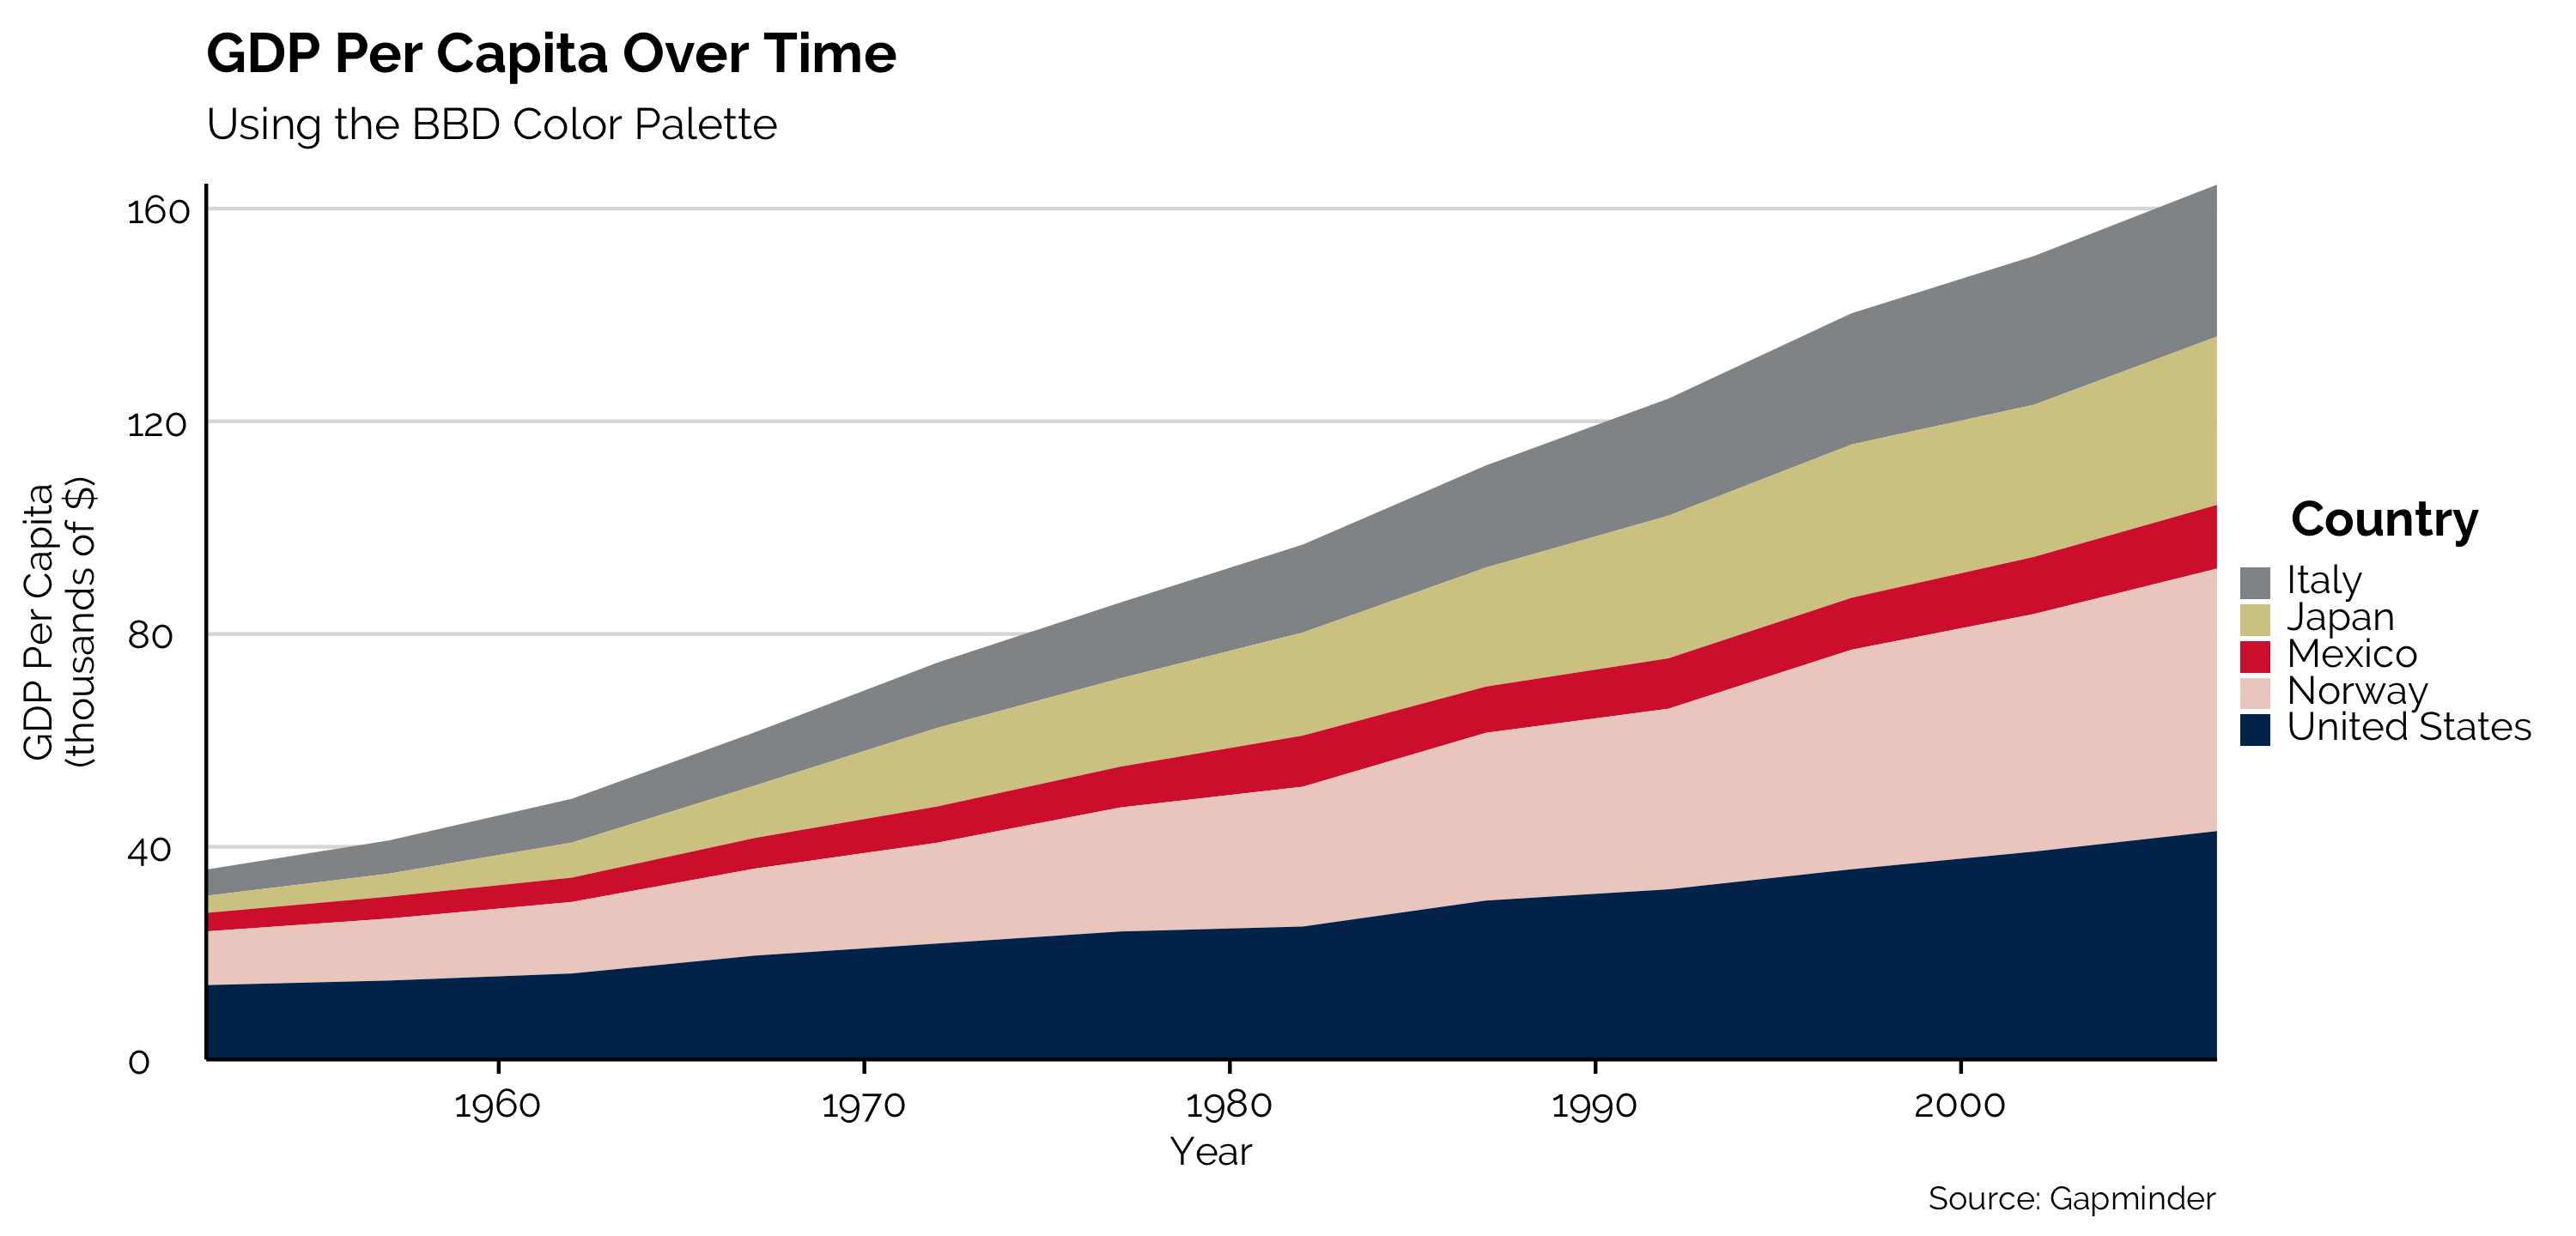 GDP Per Capita Over Time
Using the BBD Color Palette
GDP Per Capita
(thousands of $)
160
120
80
40
0
1960
1970
1980
1990
2000
Year
Country
Italy
Japan
Mexico
Norway
United States
Source: Gapminder